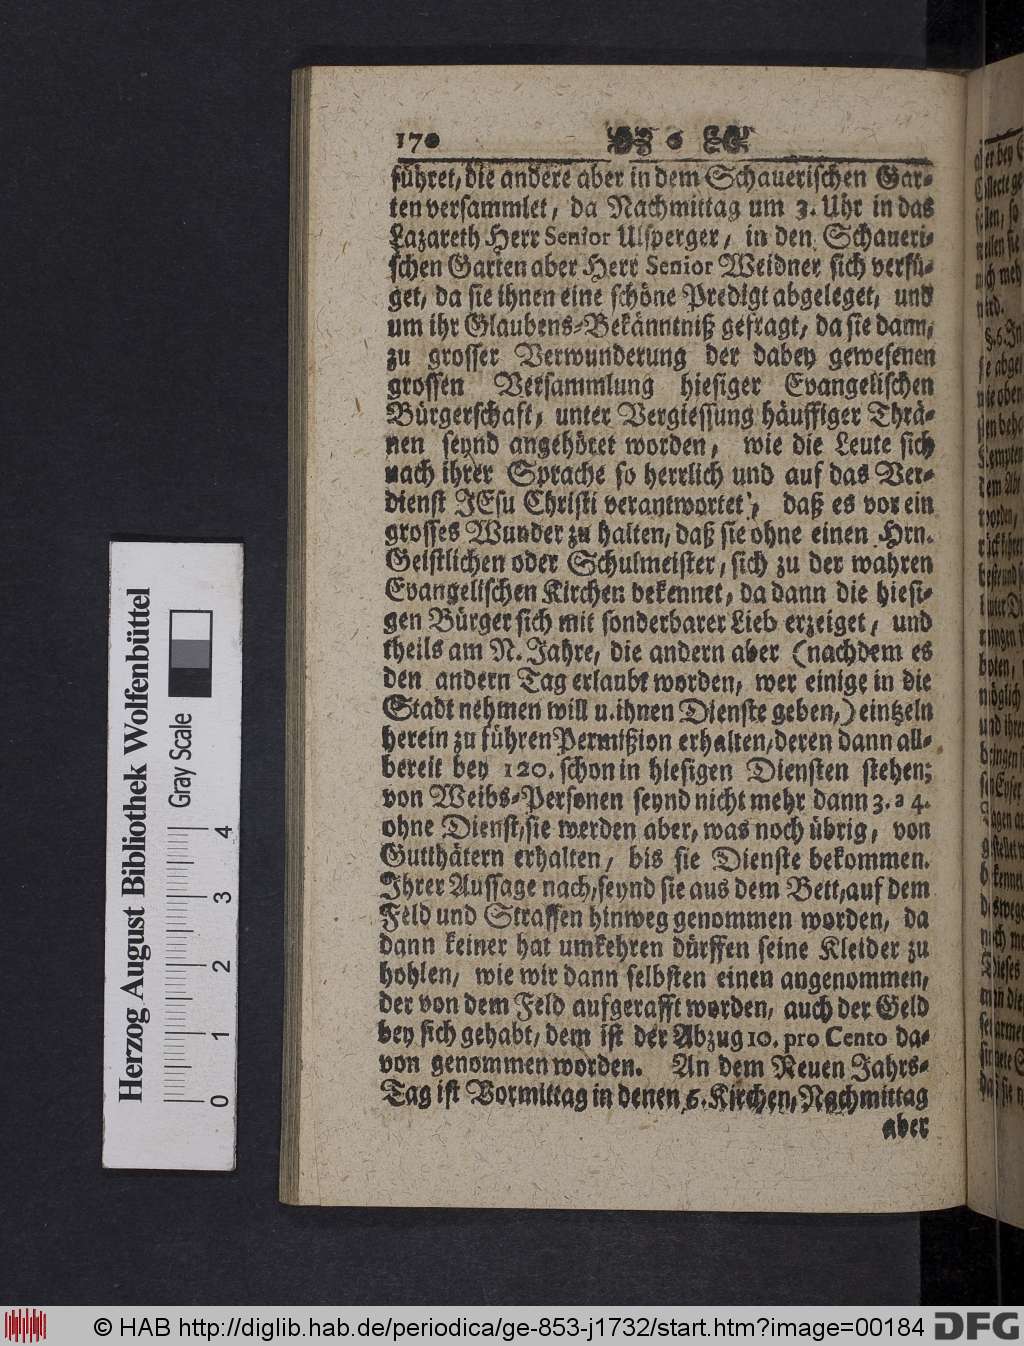 170
führet, die andere aber in dem Schauerischen Gar-
ten versammlet, da Nachmittag um 3. Uhr in das
Lazareth Herr Senior Ulsperger, in den Schaueri-
schen Garten aber Herr Senior Weidner sich verfü-
get, da sie ihnen eine schöne Predigt abgeleget, und
um ihr Glaubens-Bekänntniß gefragt, da sie dann,
zu grosser Verwunderung der dabey gewesenen
grossen Versammlung hiesiger Evangelischen
Bürgerschaft, unter Vergiessung häuffiger Thrä-
nen seynd angehöret worden, wie die Leute sich
nach ihrer Sprache so herrlich und auf das Ver-
dienst JEsu Christi verantwortet, daß es vor ein
grosses Wunder zu halten, daß sie ohne einen Hrn.
Geistlichen oder Schulmeister, sich zu der wahren
Evangelischen Kirchen bekennet, da dann die hiesi-
gen Bürger sich mit sonderbarer Lieb erzeiget, und
theils am N. Jahre, die andern aber (nachdem es
den andern Tag erlaubt worden, wer einige in die
Stadt nehmen will u. ihnen Dienste geben,) eintzeln
herein zu führen Permißion erhalten, deren dann all-
bereit bey 120. schon in hiesigen Diensten stehen;
von Weibs-Personen seynd nicht mehr dann 3. a 4.
ohne Dienst, sie werden aber, was noch übrig, von
Gutthätern erhalten, bis sie Dienste bekommen.
Ihrer Aussage nach, seynd sie aus dem Bett, auf dem
Feld und Strassen hinweg genommen worden, da
dann keiner hat umkehren dürffen seine Kleider zu
hohlen, wie wir dann selbsten einen angenommen,
der von dem Feld aufgerafft worden, auch der Geld
bey sich gehabt, dem ist der Abzug 10. pro Cento da-
von genommen worden. An dem Neuen Jahrs-
Tag ist Vormittag in denen 6. Kirchen, Nachmittag
aber
Herzog August Bibliothek Wolfenbüttel
Gray Scale
0 1 2 3 4
© HAB http://diglib.hab.de/periodica/ge-853-j1732/start.htm?image=00184
DFG